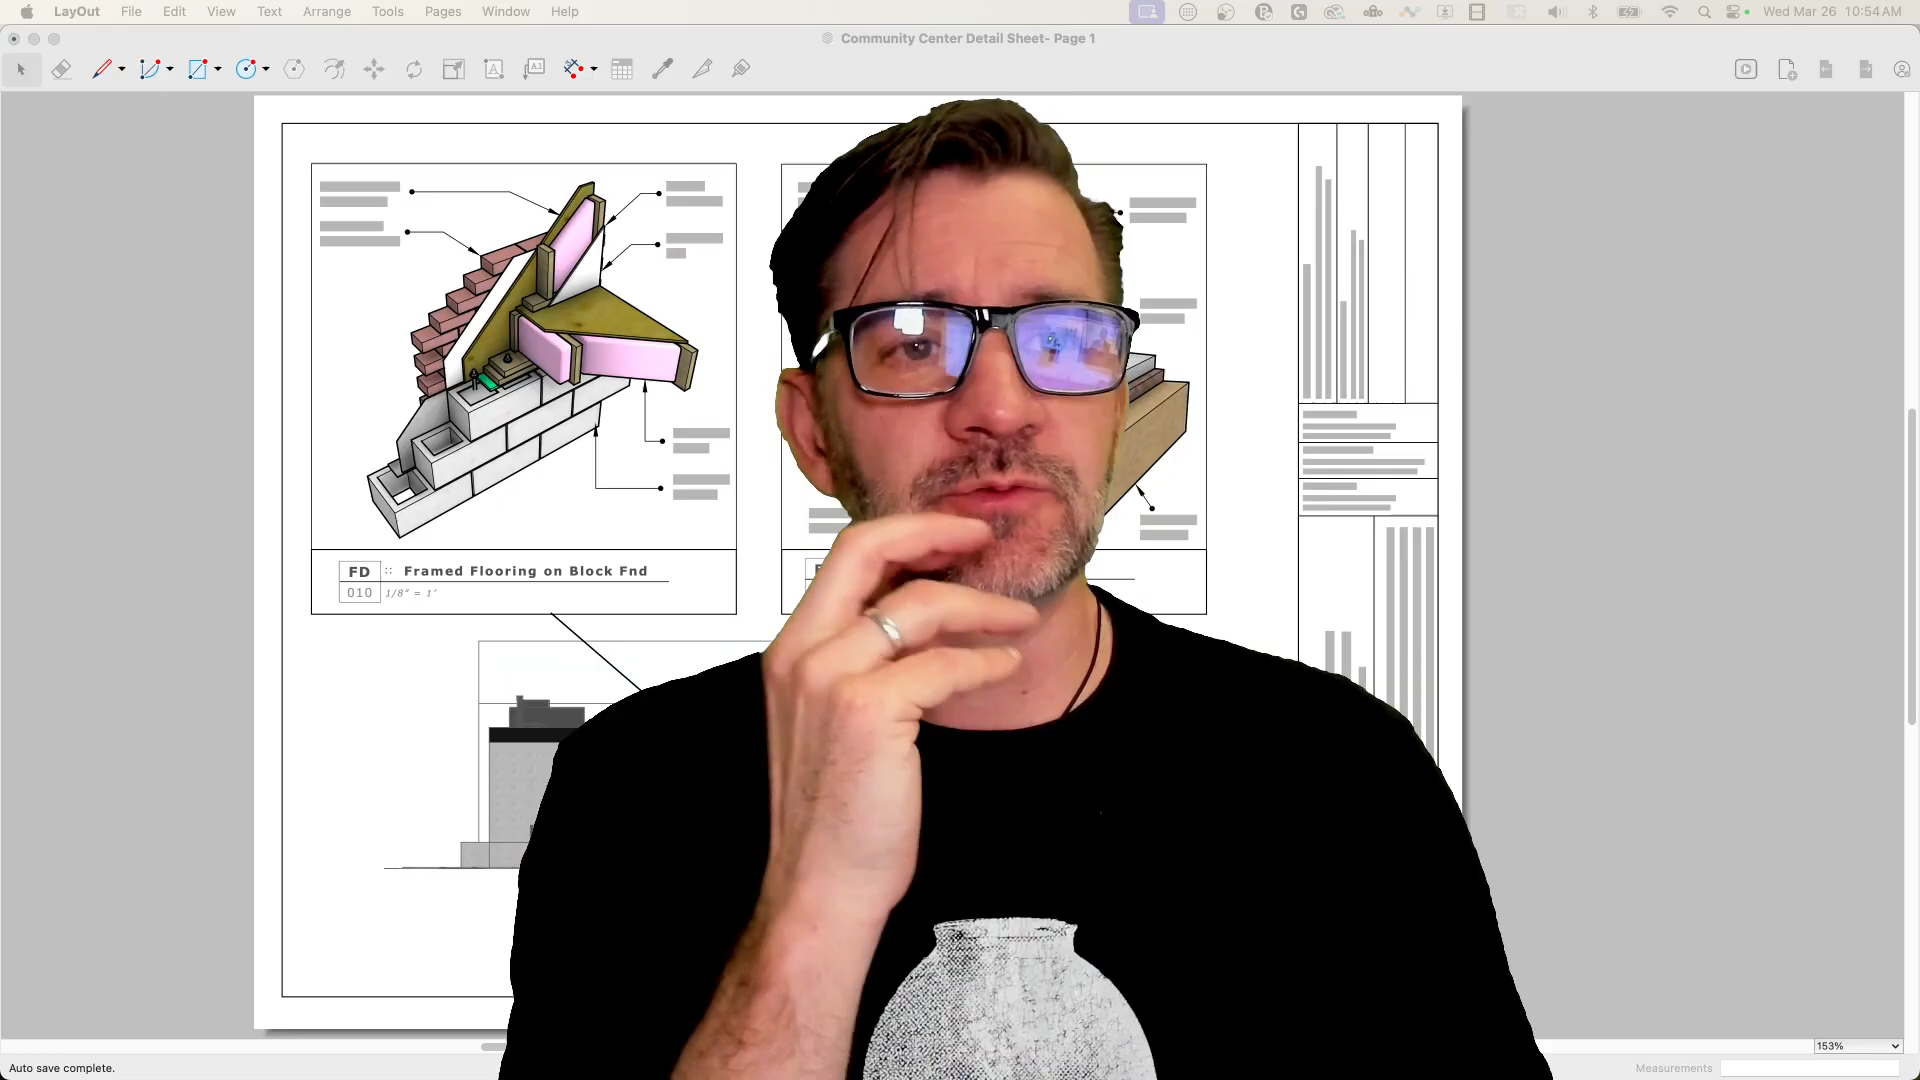 LayOut File Edit View Text Arrange Tools Pages Window Help
Wed Mar 26 10:54 AM
Community Center Detail Sheet- Page 1
A
A1
FD :: Framed Flooring on Block Fnd
010 1/8" = 1'
153%
Auto save complete.
Measurements